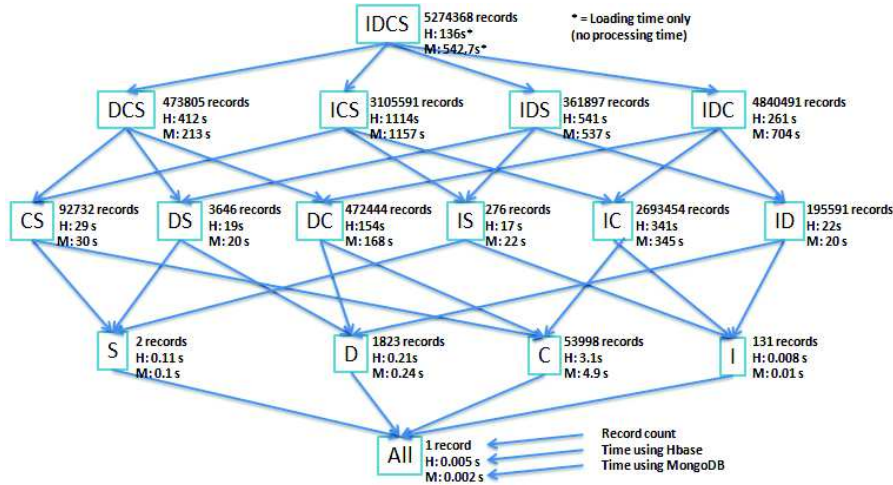 IDCS
5274368 records
H: 136s*
M: 542,7s*
* = Loading time only
(no processing time)
DCS
473805 records
H: 412 s
M: 213 s
ICS
3105591 records
H: 1114s
M: 1157 s
IDS
361897 records
H: 541 s
M: 537 s
IDC
4840491 records
H: 261 s
M: 704 s
CS
92732 records
H: 29 s
M: 30 s
DS
3646 records
H: 19s
M: 20 s
DC
472444 records
H:154s
M: 168 s
IS
276 records
H: 17 s
M: 22 s
IC
2693454 records
H: 341s
M: 345 s
ID
195591 records
H: 22s
M: 20 s
S
2 records
H: 0.11 s
M: 0.1 s
D
1823 records
H: 0.21s
M: 0.24 s
C
53998 records
H: 3.1s
M: 4.9 s
I
131 records
H: 0.008 s
M: 0.01 s
All
1 record
H: 0.005 s
M: 0.002 s
Record count
Time using Hbase
Time using MongoDB